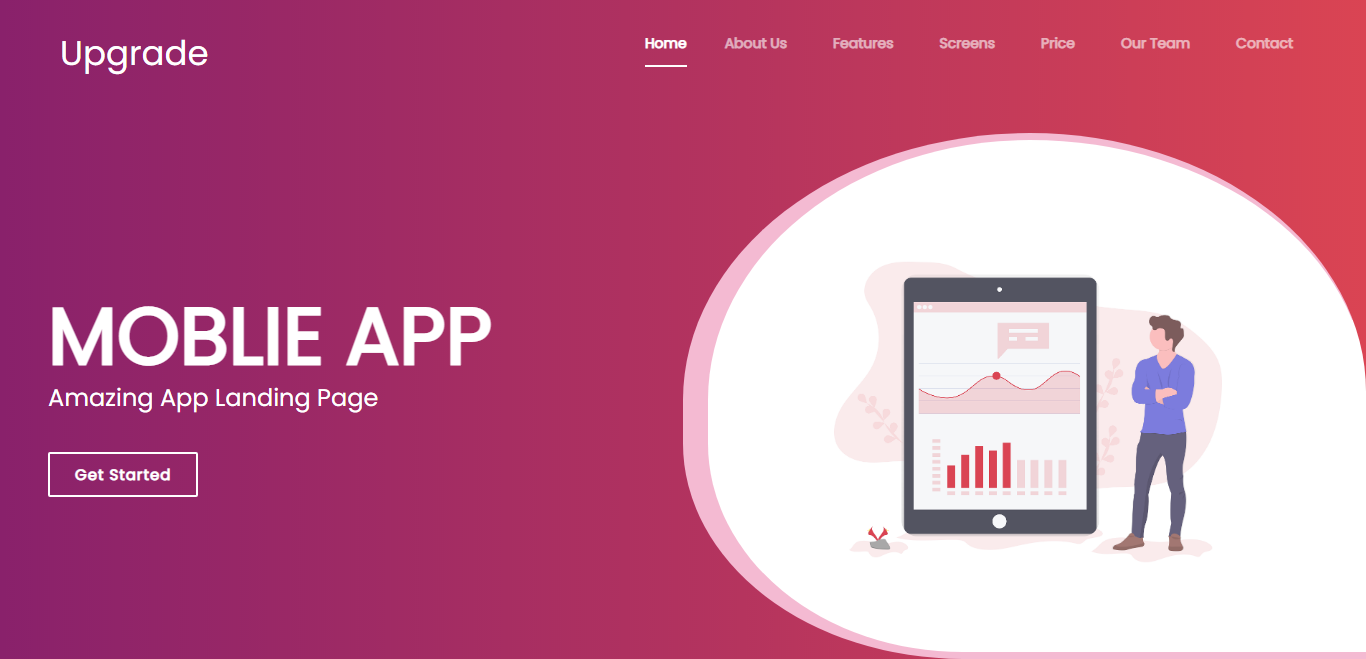 Upgrade
Home About Us Features Screens Price Our Team Contact
MOBLIE APP
Amazing App Landing Page
Get Started